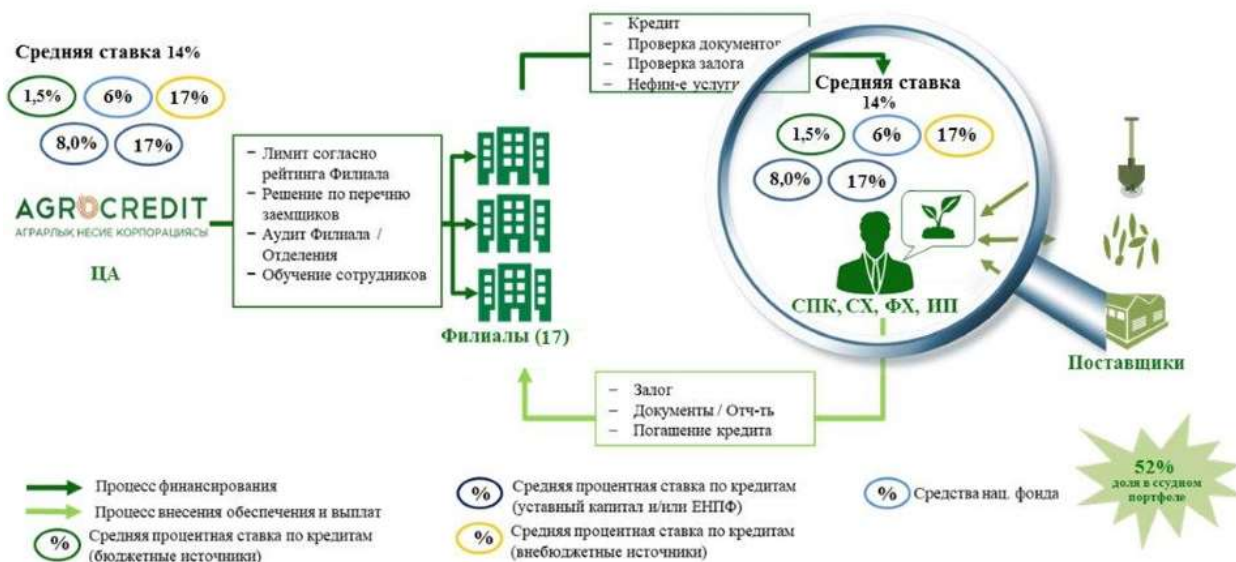 Средняя ставка 14%
1,5%
6%
17%
8,0%
17%
AGROCREDIT
АГРАРЛЫҚ НЕСИЕ КОРПОРАЦИЯСЫ
ЦА
− Лимит согласно
рейтинга Филиала
− Решение по перечню
заемщиков
− Аудит Филиала /
Отделения
− Обучение сотрудников
Филиалы (17)
− Кредит
− Проверка документов
− Проверка залога
− Нефин-е услуги
Средняя ставка
14%
1,5%
6%
17%
8,0%
17%
СПК, СХ, ФХ, ИП
Поставщики
− Залог
− Документы / Отч-ть
− Погашение кредита
52%
доля в ссудном
портфеле
Процесс финансирования
Процесс внесения обеспечения и выплат
% Средняя процентная ставка по кредитам
(бюджетные источники)
% Средняя процентная ставка по кредитам
(уставный капитал и/или ЕНПФ)
% Средняя процентная ставка по кредитам
(внебюджетные источники)
% Средства нац. фонда